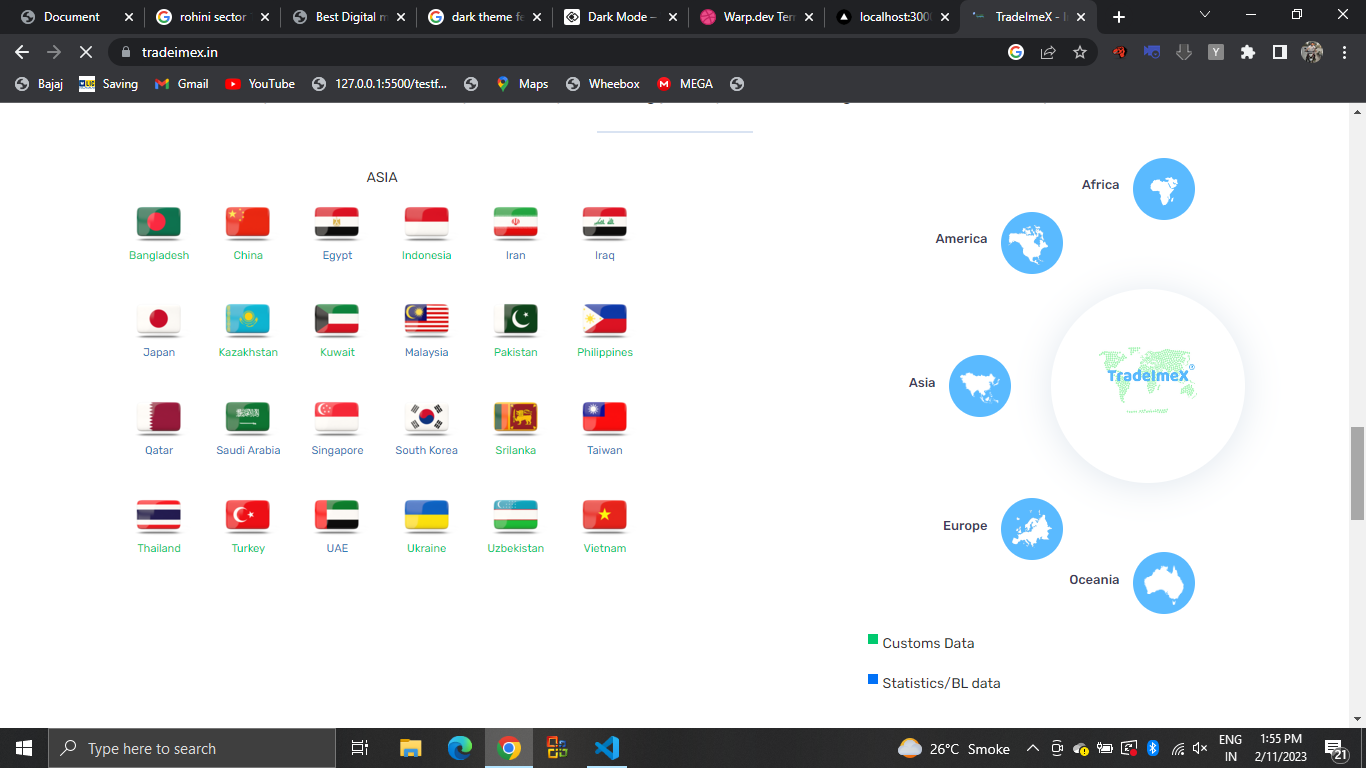 Document
rohini sector
Best Digital m
dark theme fe
Dark Mode –
Warp.dev Ter
localhost:300
TradeImeX - I
tradeimex.in
Bajaj
Saving
Gmail
YouTube
127.0.0.1:5500/testf...
Maps
Wheebox
MEGA
ASIA
Bangladesh China Egypt Indonesia Iran Iraq
Japan Kazakhstan Kuwait Malaysia Pakistan Philippines
Qatar Saudi Arabia Singapore South Korea Srilanka Taiwan
Thailand Turkey UAE Ukraine Uzbekistan Vietnam
Africa
America
Asia
TradeImeX®
Europe
Oceania
Customs Data
Statistics/BL data
Type here to search
26°C Smoke
ENG
IN
1:55 PM
2/11/2023
21